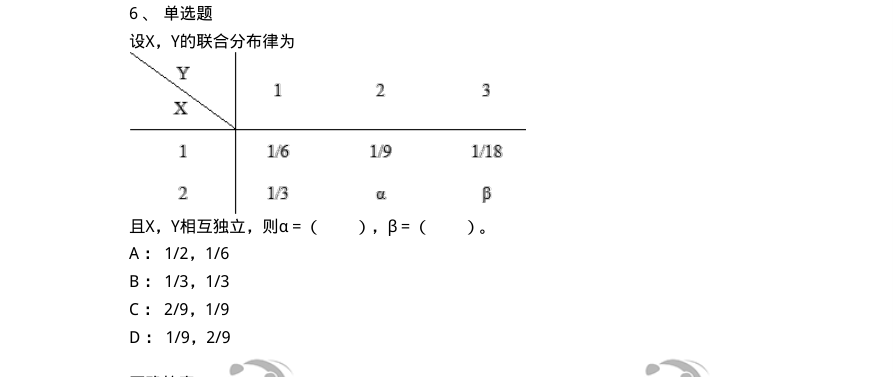 6 、 单选题
设X，Y的联合分布律为
Y
1 2 3
X
1 1/6 1/9 1/18
2 1/3 α β
且X，Y相互独立，则α =（ ），β =（ ）。
A ： 1/2，1/6
B ： 1/3，1/3
C ： 2/9，1/9
D ： 1/9，2/9